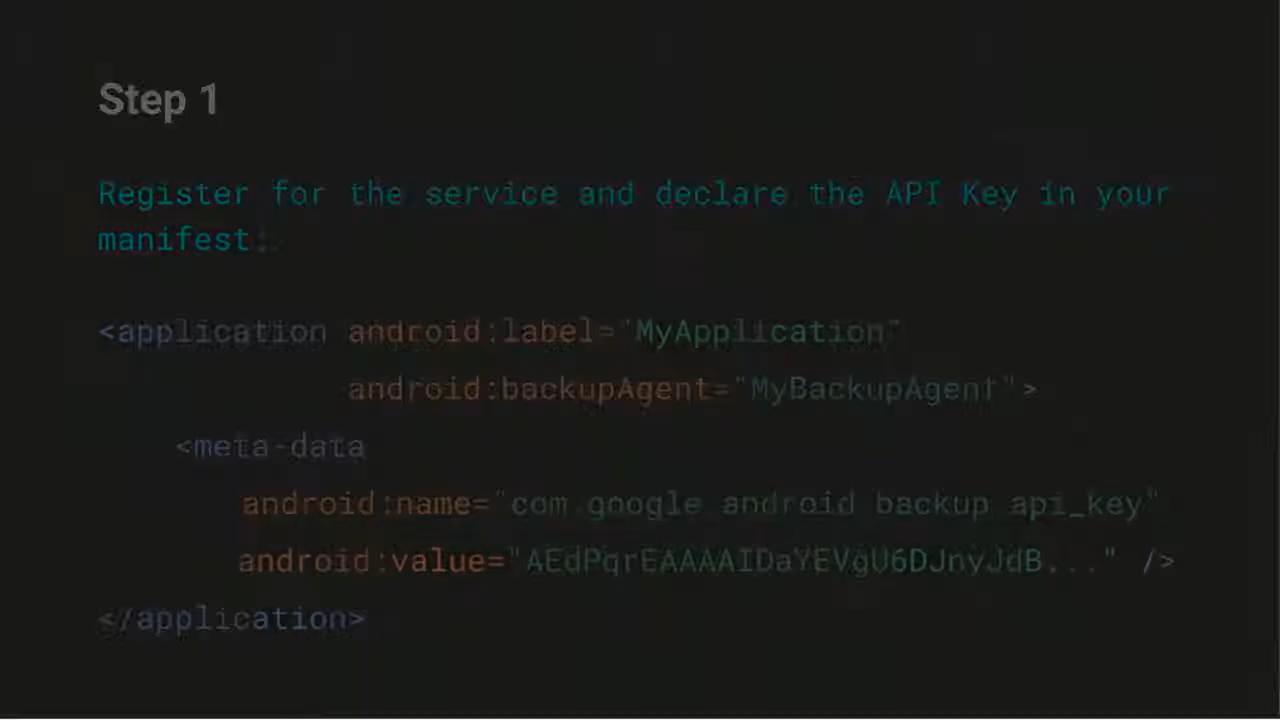 Step 1
Register for the service and declare the API Key in your
manifest:
<application android:label="MyApplication"
android:backupAgent="MyBackupAgent">
<meta-data
android:name="com.google.android.backup.api_key"
android:value="AEdPqrEAAAAIDaYEVgU6DJnyJdB..." />
</application>